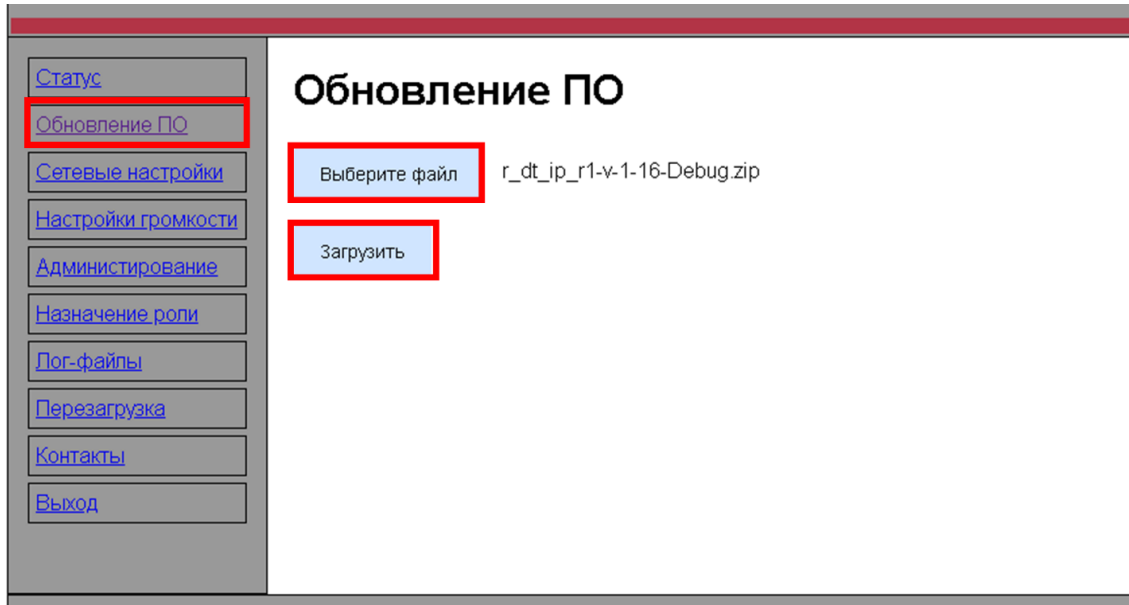 Статус
Обновление ПО
Сетевые настройки
Настройки громкости
Администирование
Назначение роли
Лог-файлы
Перезагрузка
Контакты
Выход
Обновление ПО
Выберите файл r_dt_ip_r1-v-1-16-Debug.zip
Загрузить